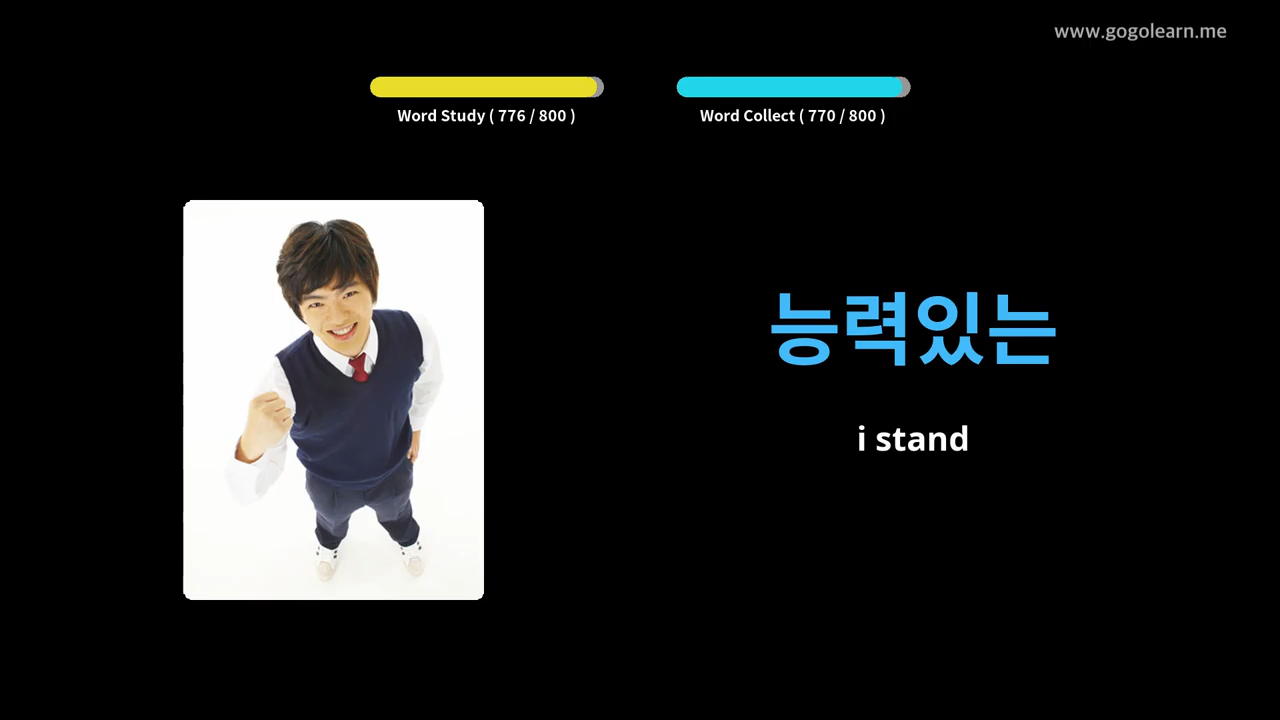 www.gogolearn.me
Word Study ( 776 / 800 )
Word Collect ( 770 / 800 )
능력있는
i stand